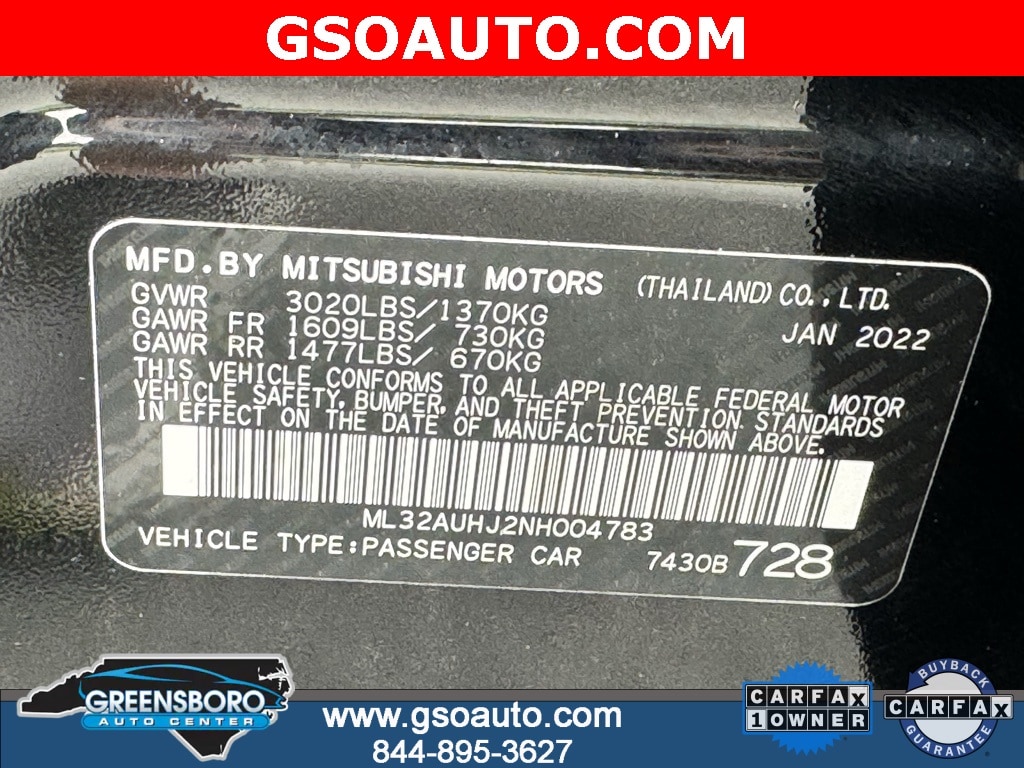 GSOAUTO.COM
MFD.BY MITSUBISHI MOTORS (THAILAND) CO., LTD.
GVWR 3020LBS/1370KG JAN 2022
GAWR FR 1609LBS/ 730KG
GAWR RR 1477LBS/ 670KG
THIS VEHICLE CONFORMS TO ALL APPLICABLE FEDERAL MOTOR
VEHICLE SAFETY, BUMPER, AND THEFT PREVENTION STANDARDS
IN EFFECT ON THE DATE OF MANUFACTURE SHOWN ABOVE.
ML32AUHJ2NH004783
VEHICLE TYPE:PASSENGER CAR 7430B 728
GREENSBORO
AUTO CENTER
www.gsoauto.com
844-895-3627
CARFAX
1 OWNER
BUYBACK
CARFAX
GUARANTEE